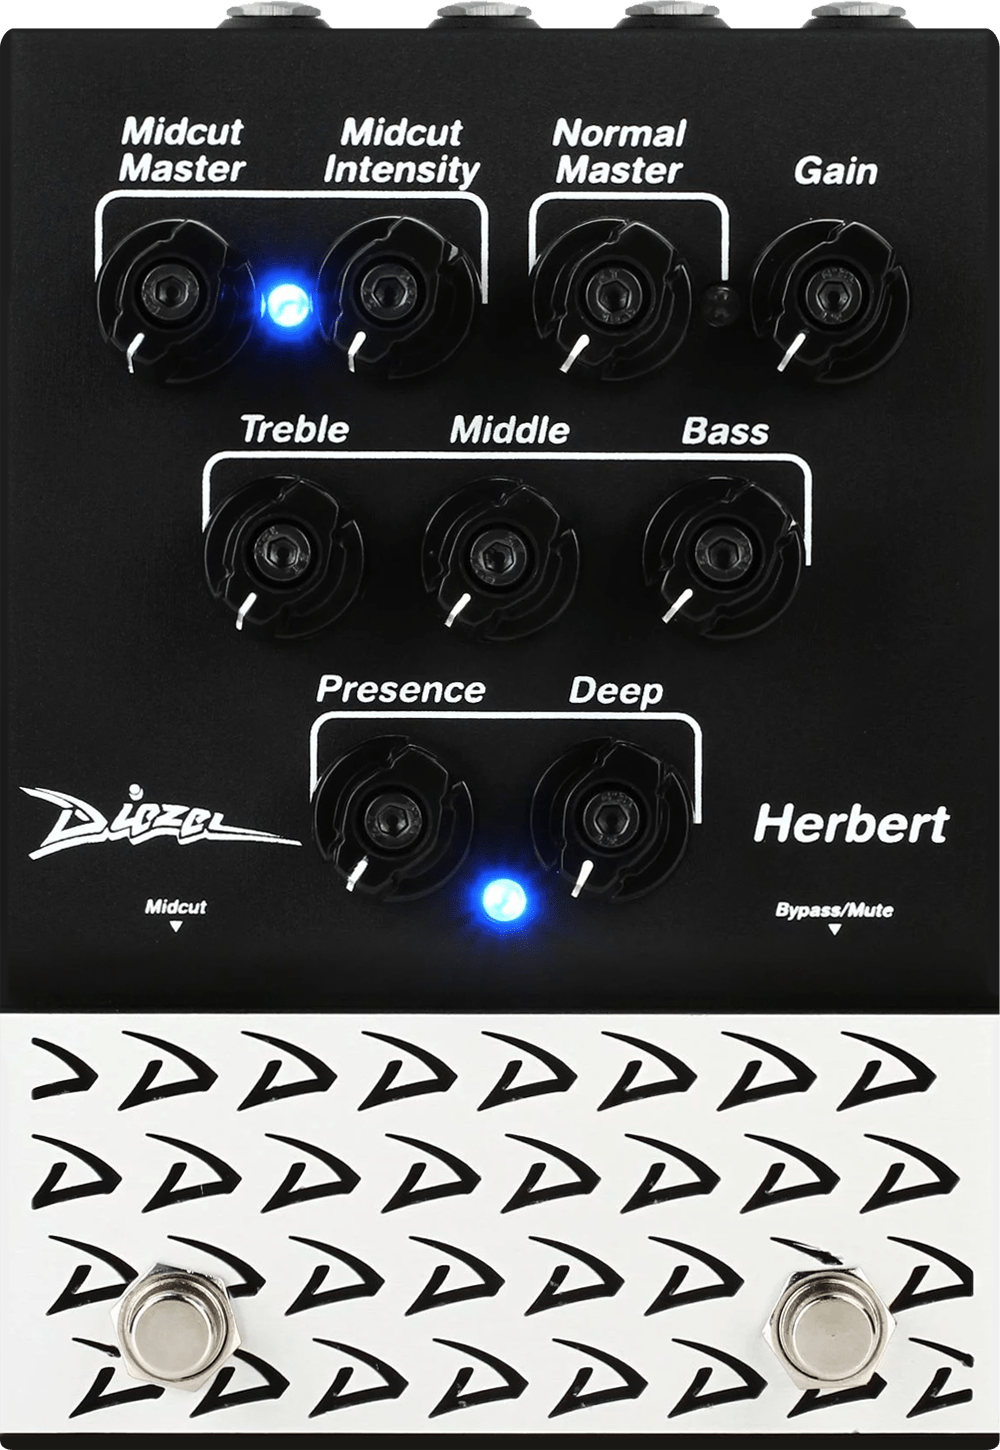 Midcut
Master
Midcut
Intensity
Normal
Master
Gain
Treble
Middle
Bass
Presence
Deep
Diezel
Herbert
Midcut
Bypass/Mute